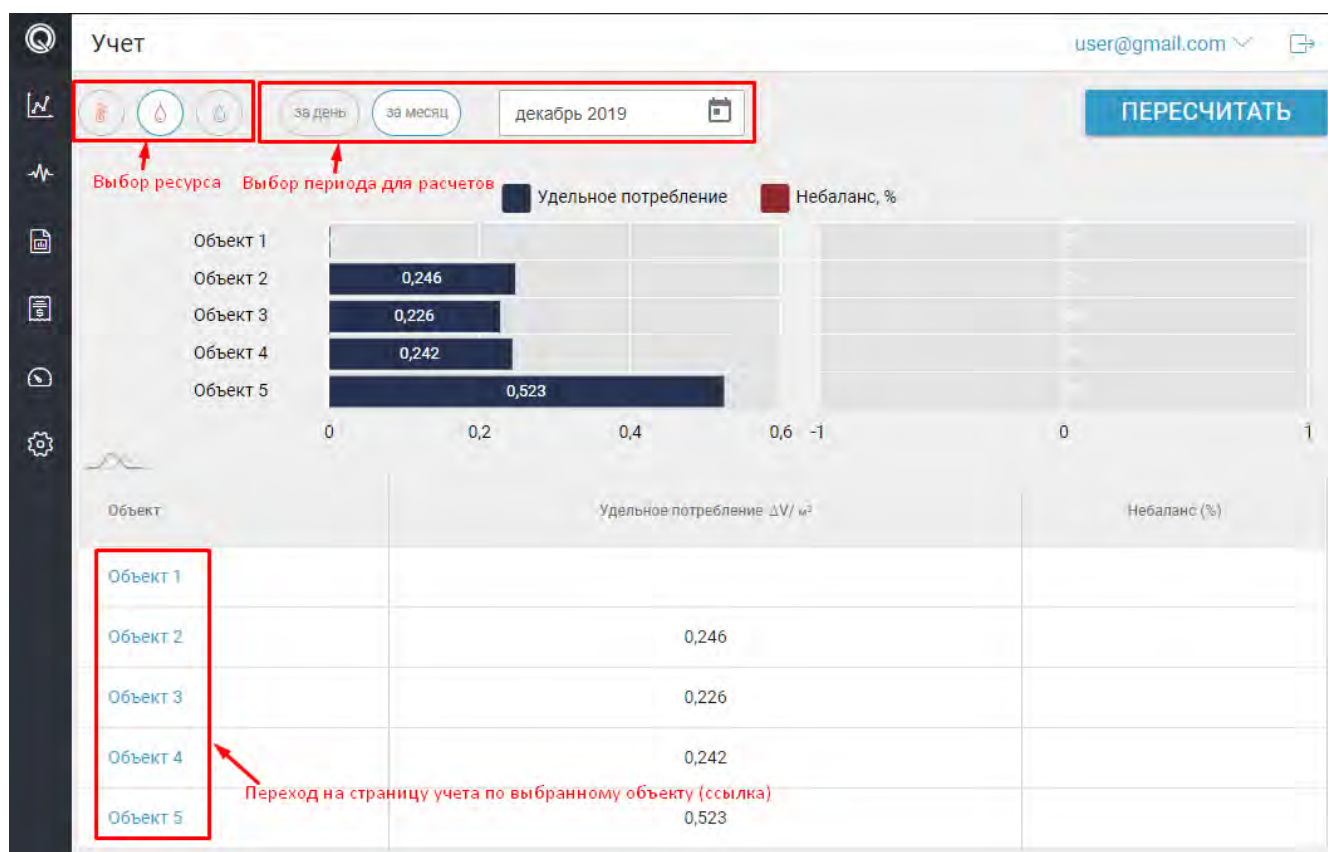 Учет
user@gmail.com
за день
за месяц
декабрь 2019
ПЕРЕСЧИТАТЬ
Выбор ресурса
Выбор периода для расчетов
Удельное потребление
Небаланс, %
Объект 1
Объект 2
0,246
Объект 3
0,226
Объект 4
0,242
Объект 5
0,523
0
0,2
0,4
0,6
-1
0
1
Объект
Удельное потребление ΔV/ м²
Небаланс (%)
Объект 1
Объект 2
0,246
Объект 3
0,226
Объект 4
0,242
Переход на страницу учета по выбранному объекту (ссылка)
Объект 5
0,523